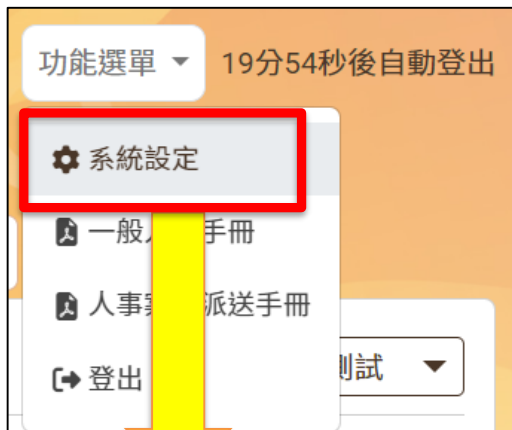 功能選單
19分54秒後自動登出
系統設定
一般 手冊
人事 派送手冊
登出
測試